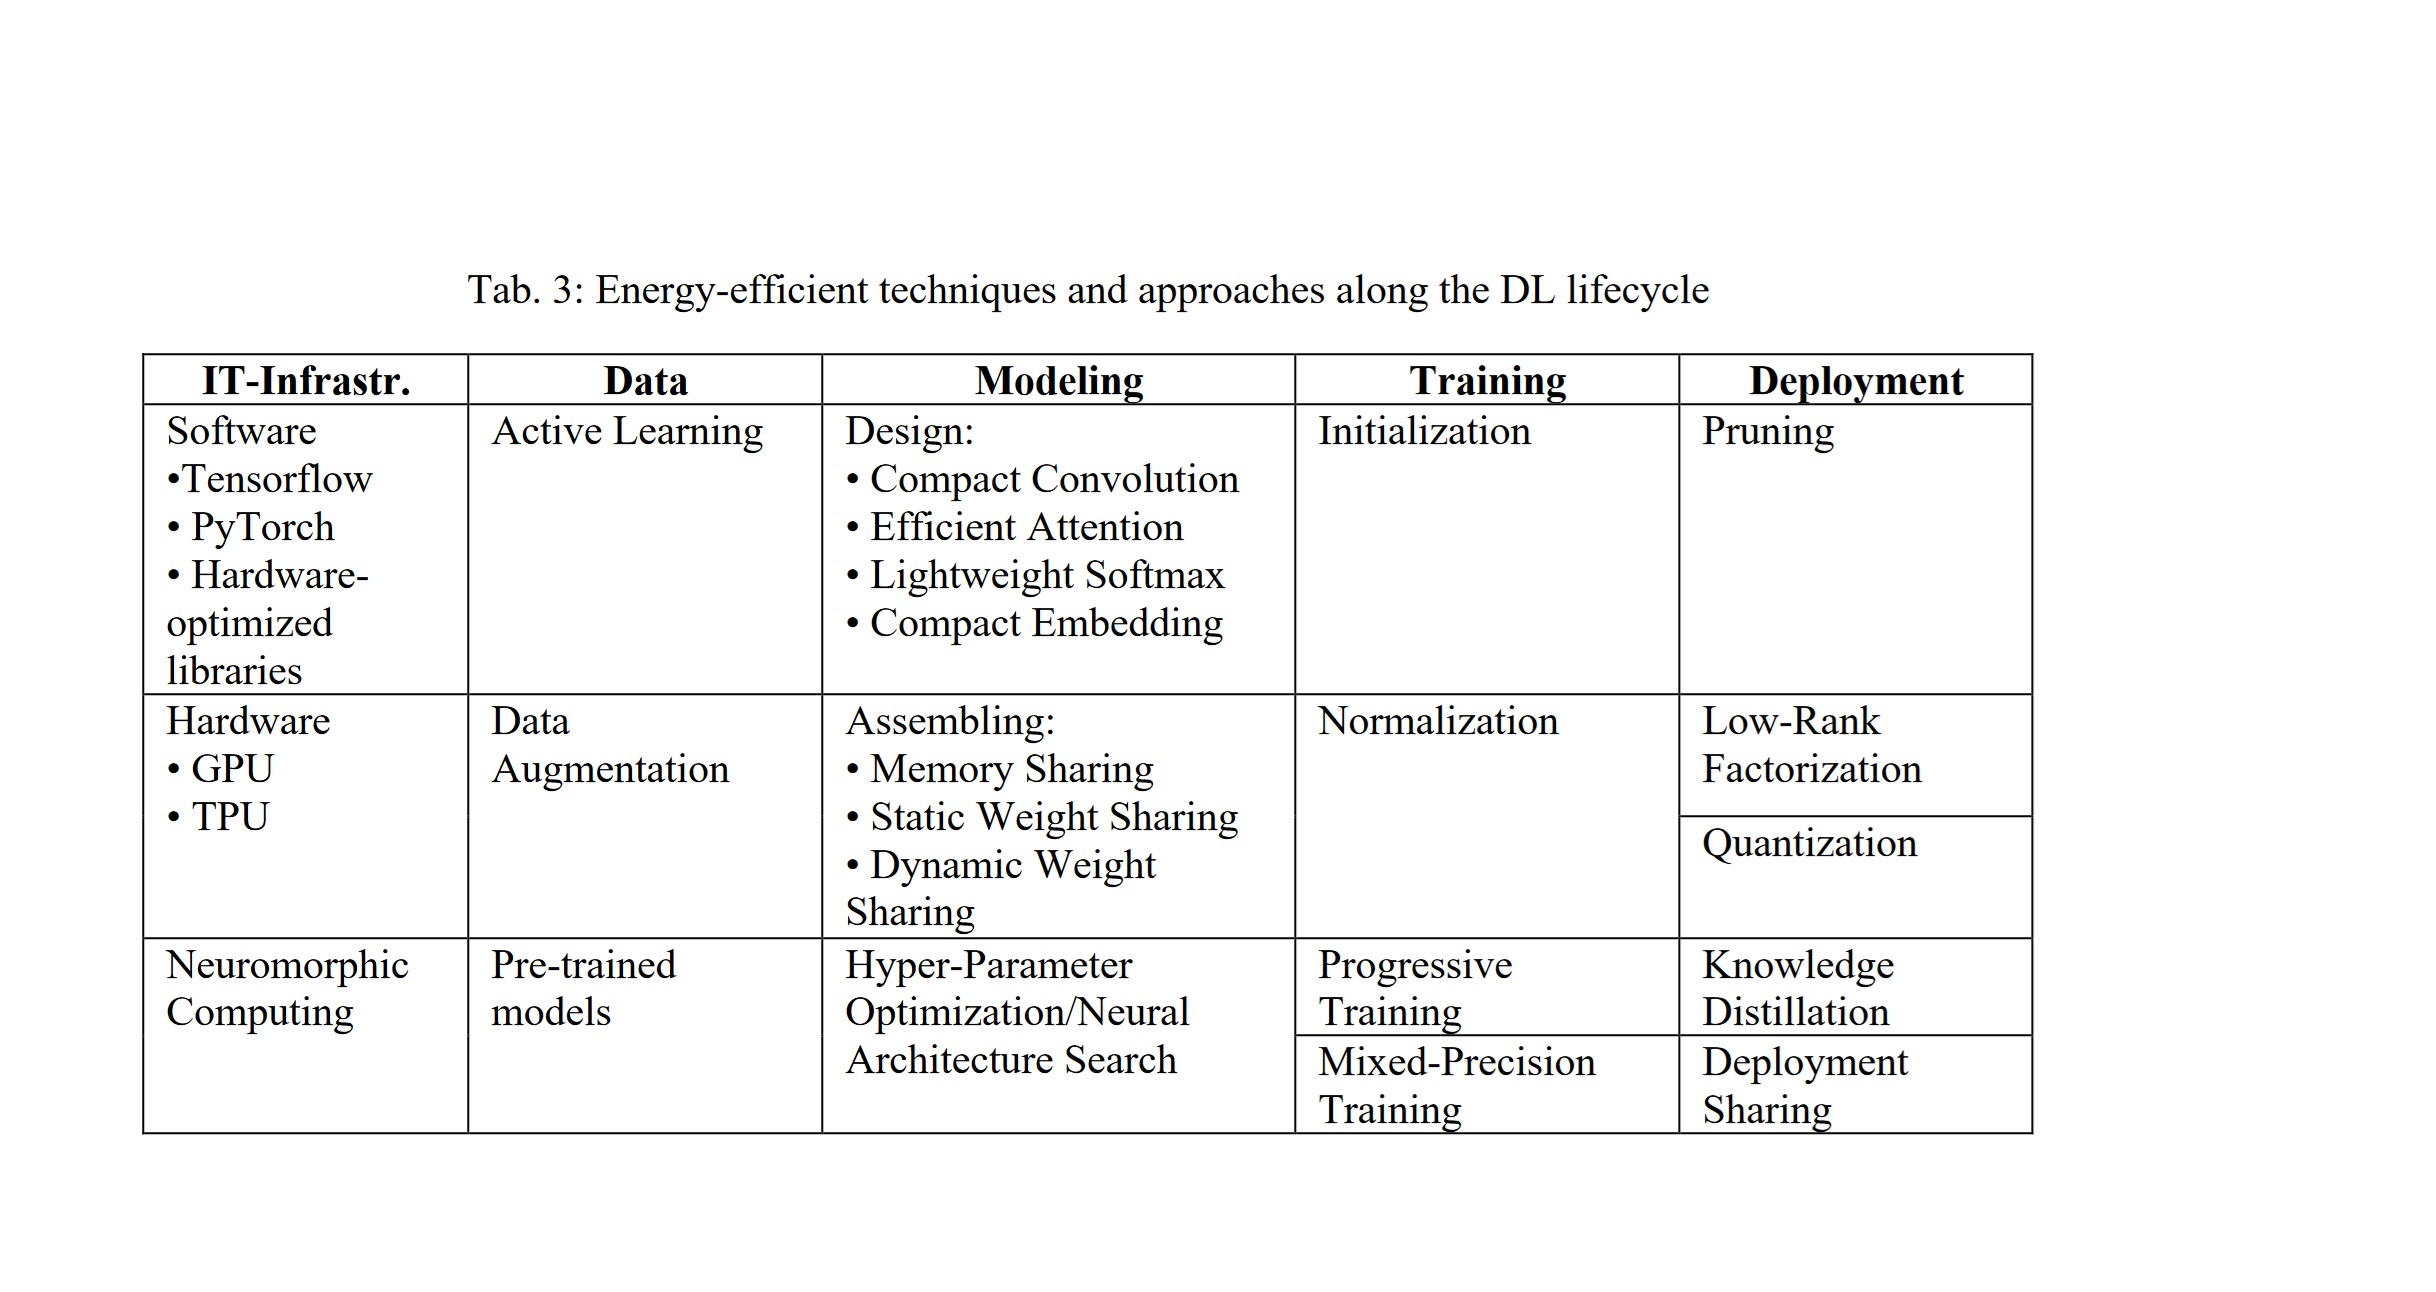 Tab. 3: Energy-efficient techniques and approaches along the DL lifecycle
IT-Infrastr.
Data
Modeling
Training
Deployment
Software
•Tensorflow
• PyTorch
• Hardware-
optimized
libraries
Active Learning
Design:
• Compact Convolution
• Efficient Attention
• Lightweight Softmax
• Compact Embedding
Initialization
Pruning
Hardware
• GPU
• TPU
Data
Augmentation
Assembling:
• Memory Sharing
• Static Weight Sharing
• Dynamic Weight
Sharing
Normalization
Low-Rank
Factorization
Quantization
Neuromorphic
Computing
Pre-trained
models
Hyper-Parameter
Optimization/Neural
Architecture Search
Progressive
Training
Knowledge
Distillation
Mixed-Precision
Training
Deployment
Sharing